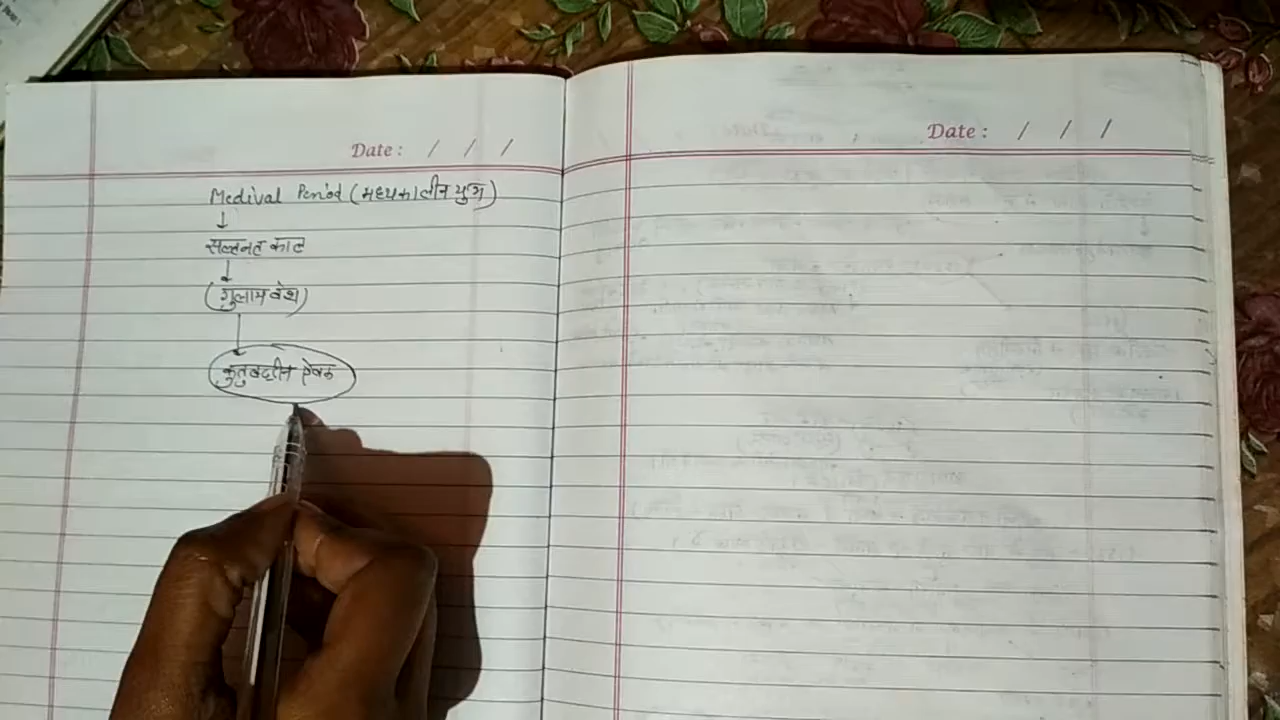 Date : / / /
Date : / / /
Medival Period (मध्यकालीन युग)
सल्तनत काल
(गुलाम वंश)
कुतुबद्दीन ऐबक